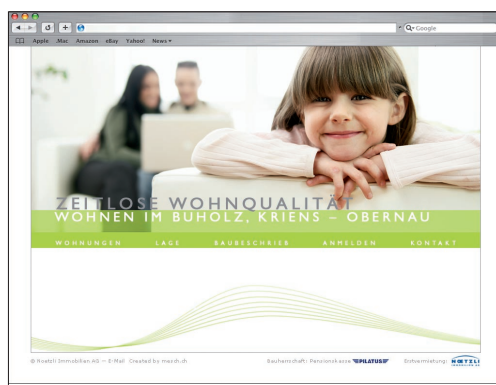 Google
Apple .Mac Amazon eBay Yahoo! News
ZEITLOSE WOHNQUALITÄT
WOHNEN IM BUHOLZ, KRIENS – OBERNAU
WOHNUNGEN LAGE BAUBESCHRIEB ANMELDEN KONTAKT
© Noetzli Immobilien AG — E-Mail Created by mesch.ch Bauherrschaft: Pensionskasse PILATUS Erstvermietung: NOETZLI